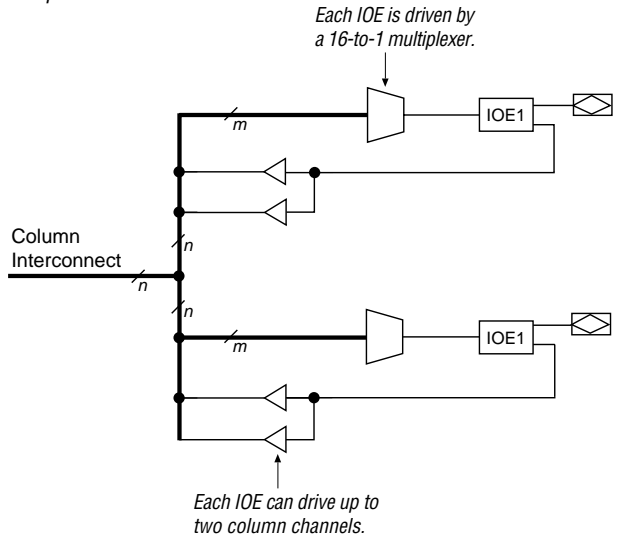 Each IOE is driven by
a 16-to-1 multiplexer.
m
IOE1
n
Column
Interconnect
n
n
m
IOE1
Each IOE can drive up to
two column channels.